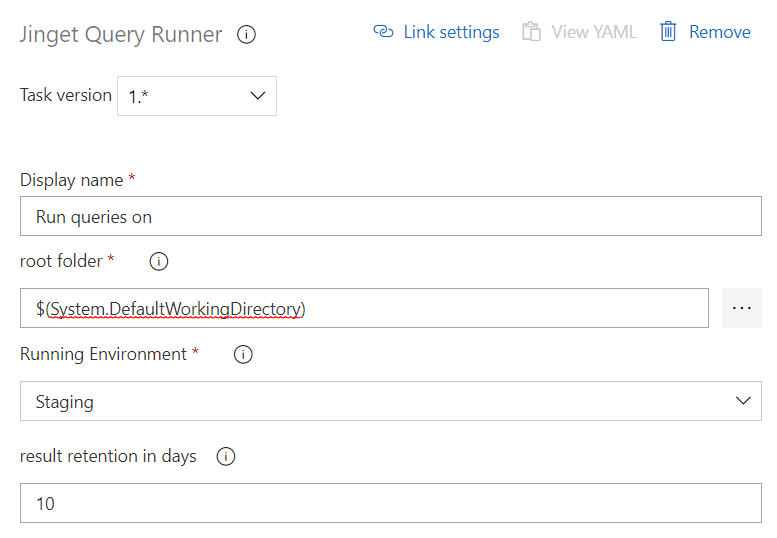 Jinget Query Runner
Link settings
View YAML
Remove
Task version 1.*
Display name *
Run queries on
root folder *
$(System.DefaultWorkingDirectory)
...
Running Environment *
Staging
result retention in days
10